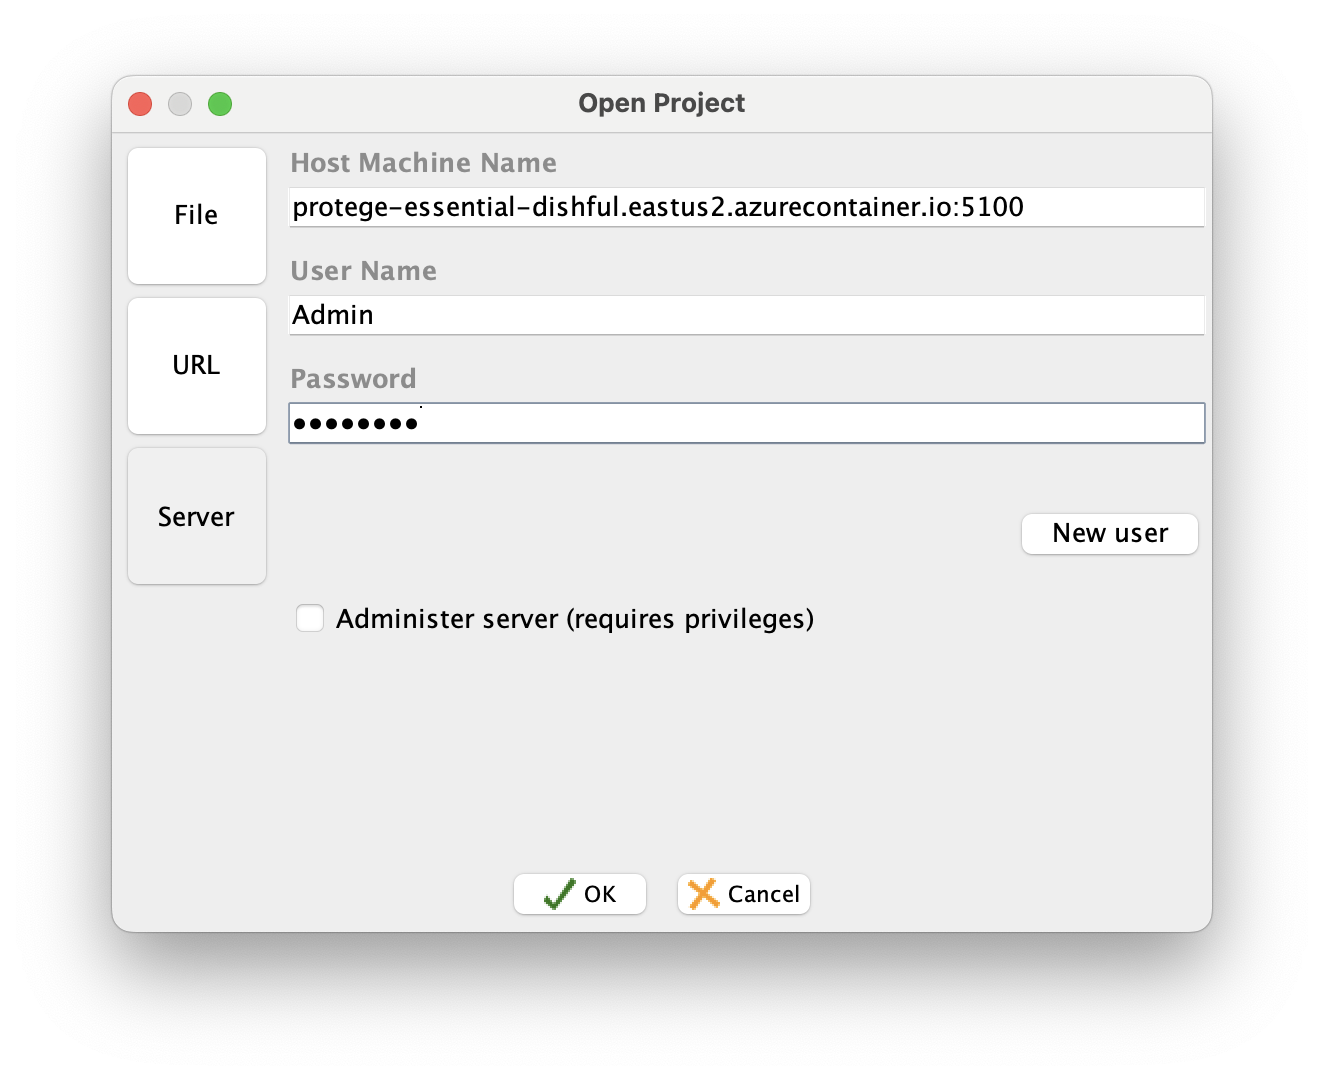 Open Project
File
URL
Server
Host Machine Name
protege-essential-dishful.eastus2.azurecontainer.io:5100
User Name
Admin
Password
••••••••
New user
Administer server (requires privileges)
OK
Cancel